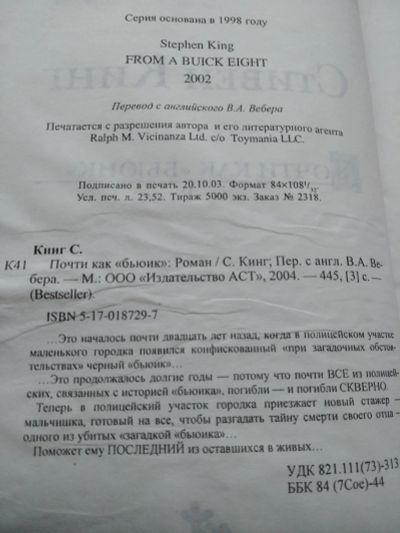 Серия основана в 1998 году
Stephen King
FROM A BUICK EIGHT
2002
Перевод с английского В.А. Вебера
Печатается с разрешения автора и его литературного агента
Ralph M. Vicinanza Ltd. c/o Toymania LLC.
Подписано в печать 20.10.03. Формат 84×108 1/32.
Усл. печ. л. 23,52. Тираж 5000 экз. Заказ № 2318.
Кинг С.
К41 Почти как «бьюик»: Роман / С. Кинг; Пер. с англ. В.А. Ве-
бера. — М.: ООО «Издательство АСТ», 2004. — 445, [3] с. —
(Bestseller).
ISBN 5-17-018729-7
...Это началось почти двадцать лет назад, когда в полицейском участке
маленького городка появился конфискованный «при загадочных обстоя-
тельствах» черный «бьюик»...
...Это продолжалось долгие годы — потому что почти ВСЕ из полицей-
ских, связанных с историей «бьюика», погибли — и погибли СКВЕРНО.
Теперь в полицейский участок городка приезжает новый стажер —
мальчишка, готовый на все, чтобы разгадать тайну смерти своего отца —
одного из убитых «загадкой «бьюика»...
Поможет ему ПОСЛЕДНИЙ из оставшихся в живых...
УДК 821.111(73)-313
ББК 84 (7Сое)-44